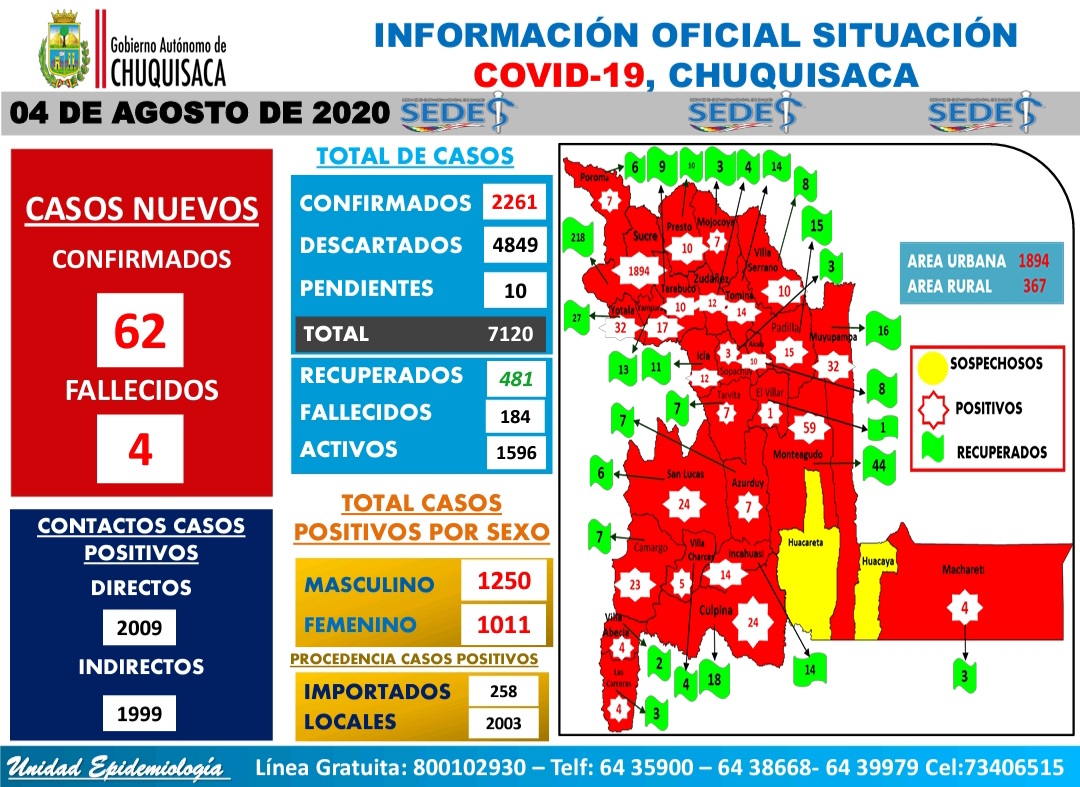 Gobierno Autónomo de
CHUQUISACA
INFORMACIÓN OFICIAL SITUACIÓN
COVID-19, CHUQUISACA
04 DE AGOSTO DE 2020
SEDES
SEDES
SEDES
CASOS NUEVOS
CONFIRMADOS
62
FALLECIDOS
4
CONTACTOS CASOS
POSITIVOS
DIRECTOS
2009
INDIRECTOS
1999
TOTAL DE CASOS
CONFIRMADOS 2261
DESCARTADOS 4849
PENDIENTES 10
TOTAL 7120
RECUPERADOS 481
FALLECIDOS 184
ACTIVOS 1596
TOTAL CASOS
POSITIVOS POR SEXO
MASCULINO 1250
FEMENINO 1011
PROCEDENCIA CASOS POSITIVOS
IMPORTADOS 258
LOCALES 2003
6 9 10 3 4 14
8
Poroma
7
15
218
Sucre
Presto
Mojocoya
10
7
1894
Villa
Serrano
3
Zudáñez
Tarabuco
Tomina
10
10
12
14
Yotala
27
32
17
Padilla
15
Muyupampa
16
32
13
11
Icla
12
3
10
Sopachuy
8
Tarvita
El Villar
7
7
7
1
1
59
Monteagudo
44
6
San Lucas
24
Azurduy
7
7
Camargo
23
Villa
Charcas
5
Incahuasi
14
Huacareta
Huacaya
Machareti
4
Culpina
24
Villa
Abecia
4
2
4
18
14
3
Las
Carreras
4
3
AREA URBANA 1894
AREA RURAL 367
SOSPECHOSOS
POSITIVOS
RECUPERADOS
Unidad Epidemiología Línea Gratuita: 800102930 – Telf: 64 35900 – 64 38668- 64 39979 Cel:73406515